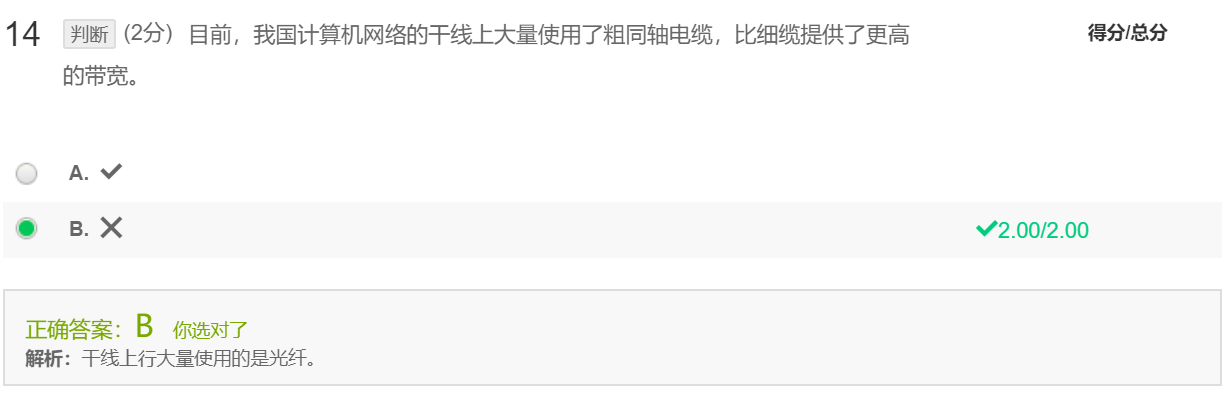 14 判断 (2分) 目前，我国计算机网络的干线上大量使用了粗同轴电缆，比细缆提供了更高 得分/总分
的带宽。
A.
B. 2.00/2.00
正确答案：B 你选对了
解析：干线上行大量使用的是光纤。